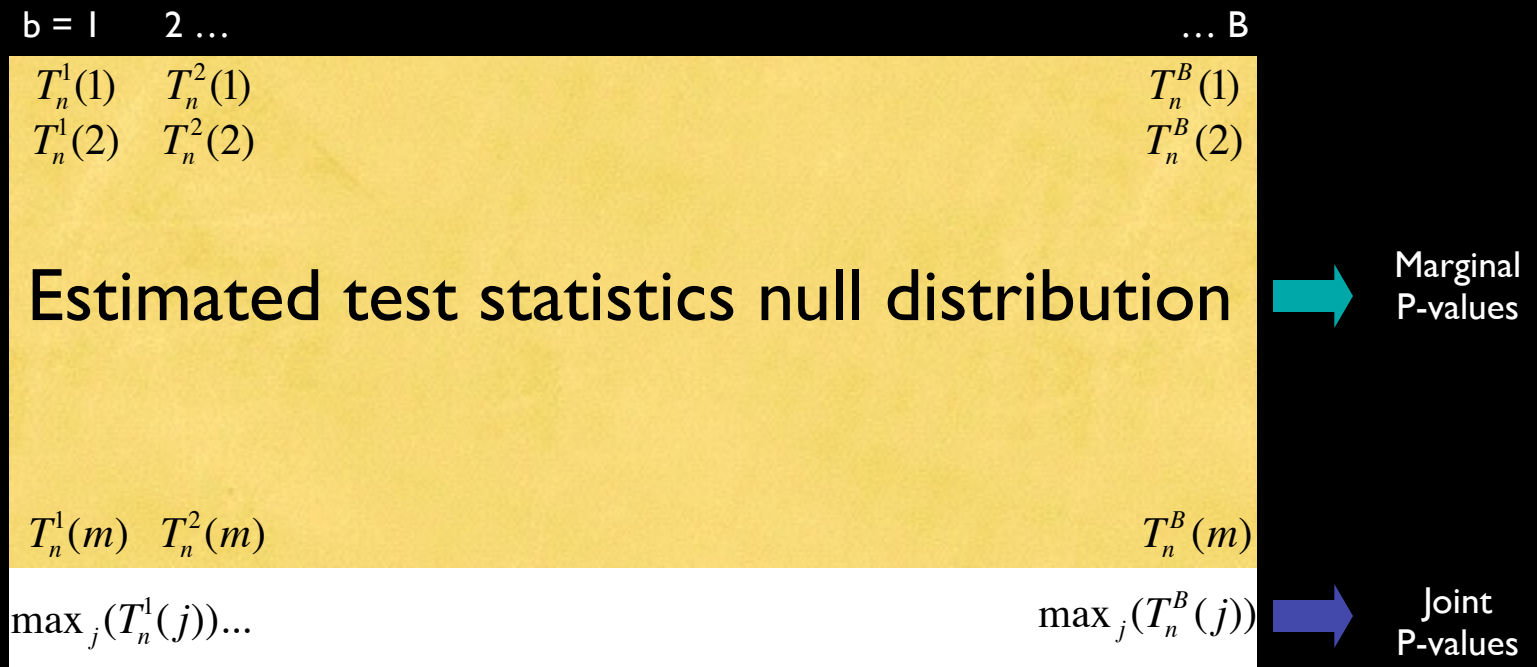 b = 1 2 … … B
$T_n^1(1)$ $T_n^2(1)$ $T_n^B(1)$
$T_n^1(2)$ $T_n^2(2)$ $T_n^B(2)$
Estimated test statistics null distribution
Marginal
P-values
$T_n^1(m)$ $T_n^2(m)$ $T_n^B(m)$
$\max_j(T_n^1(j))$... $\max_j(T_n^B(j))$
Joint
P-values